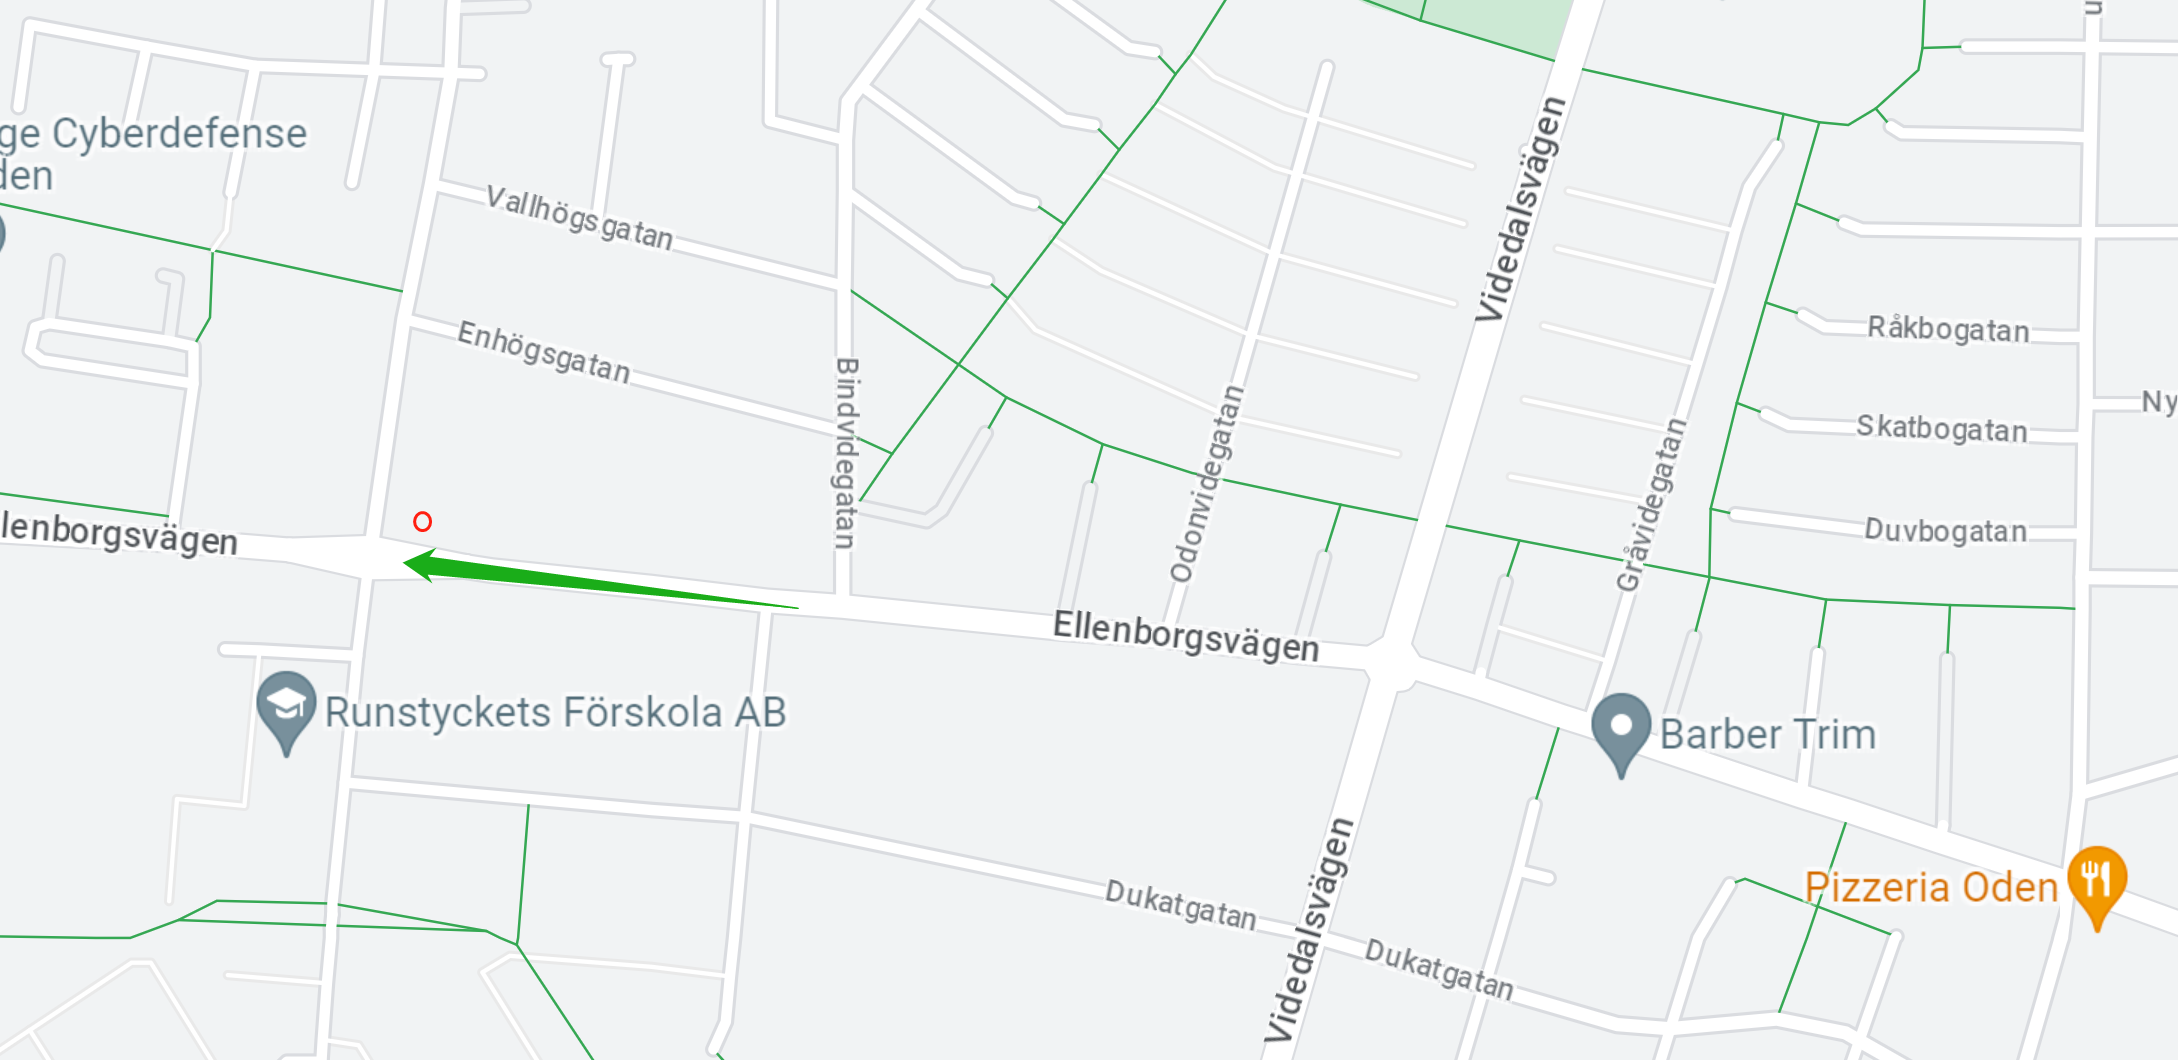 n
ge Cyberdefense
den
Vallhögsgatan
Videdalsvägen
Enhögsgatan
Bindvidegatan
Odonvidegatan
Gråvidegatan
Råkbogatan
Ny
Skatbogatan
Duvbogatan
llenborgsvägen
Ellenborgsvägen
Runstyckets Förskola AB
Barber Trim
Videdalsvägen
Pizzeria Oden
Dukatgatan
Dukatgatan